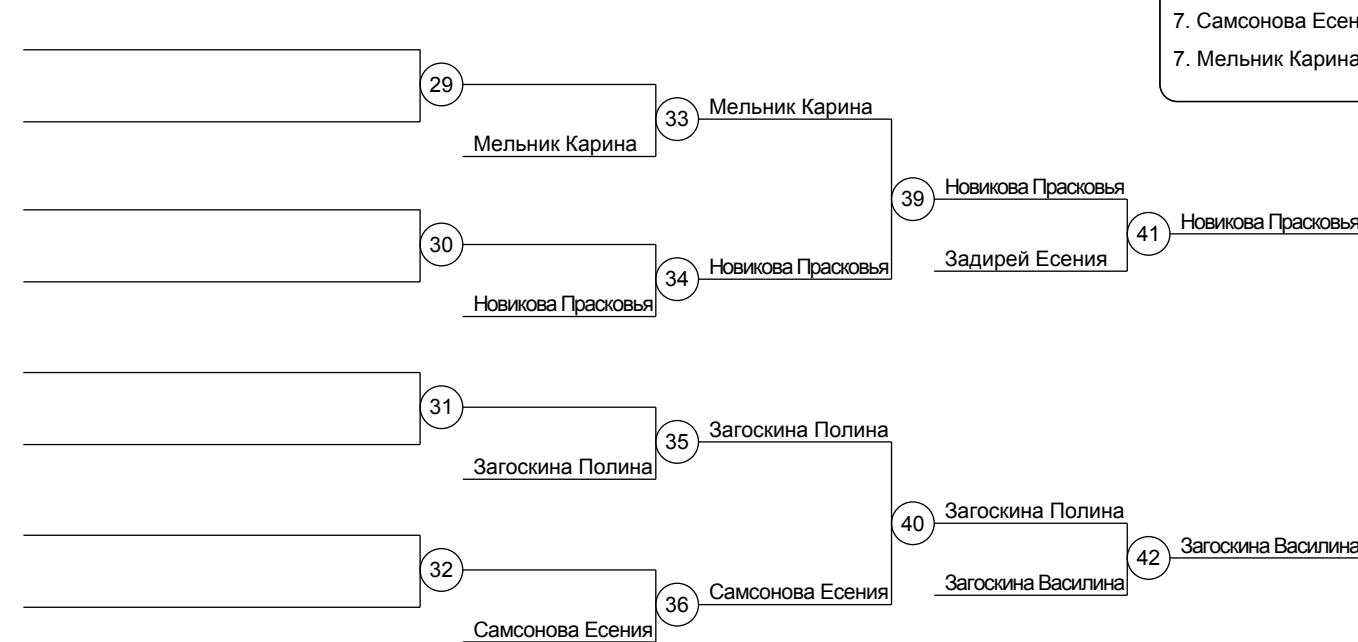 7. Самсонова Есен
7. Мельник Карина
29
Мельник Карина
33
Мельник Карина
39
Новикова Прасковья
41
Новикова Прасковья
30
Новикова Прасковья
34
Новикова Прасковья
Задирей Есения
31
Загоскина Полина
35
Загоскина Полина
40
Загоскина Полина
42
Загоскина Василина
32
Самсонова Есения
36
Самсонова Есения
Загоскина Василина